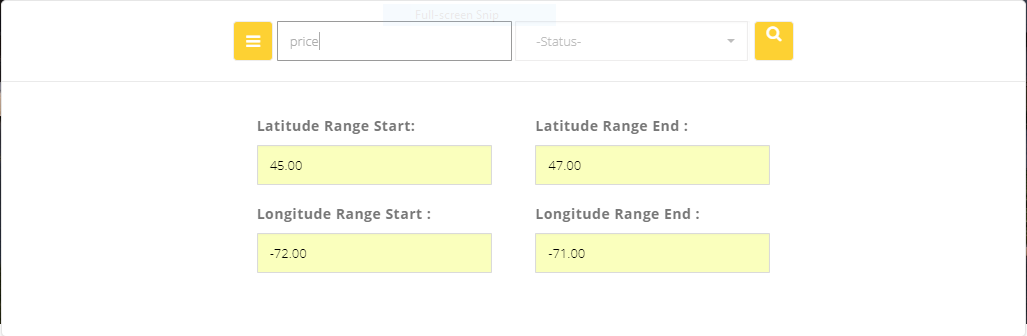 Full-screen Snip
price
-Status-
Latitude Range Start:
Latitude Range End :
45.00
47.00
Longitude Range Start :
Longitude Range End :
-72.00
-71.00